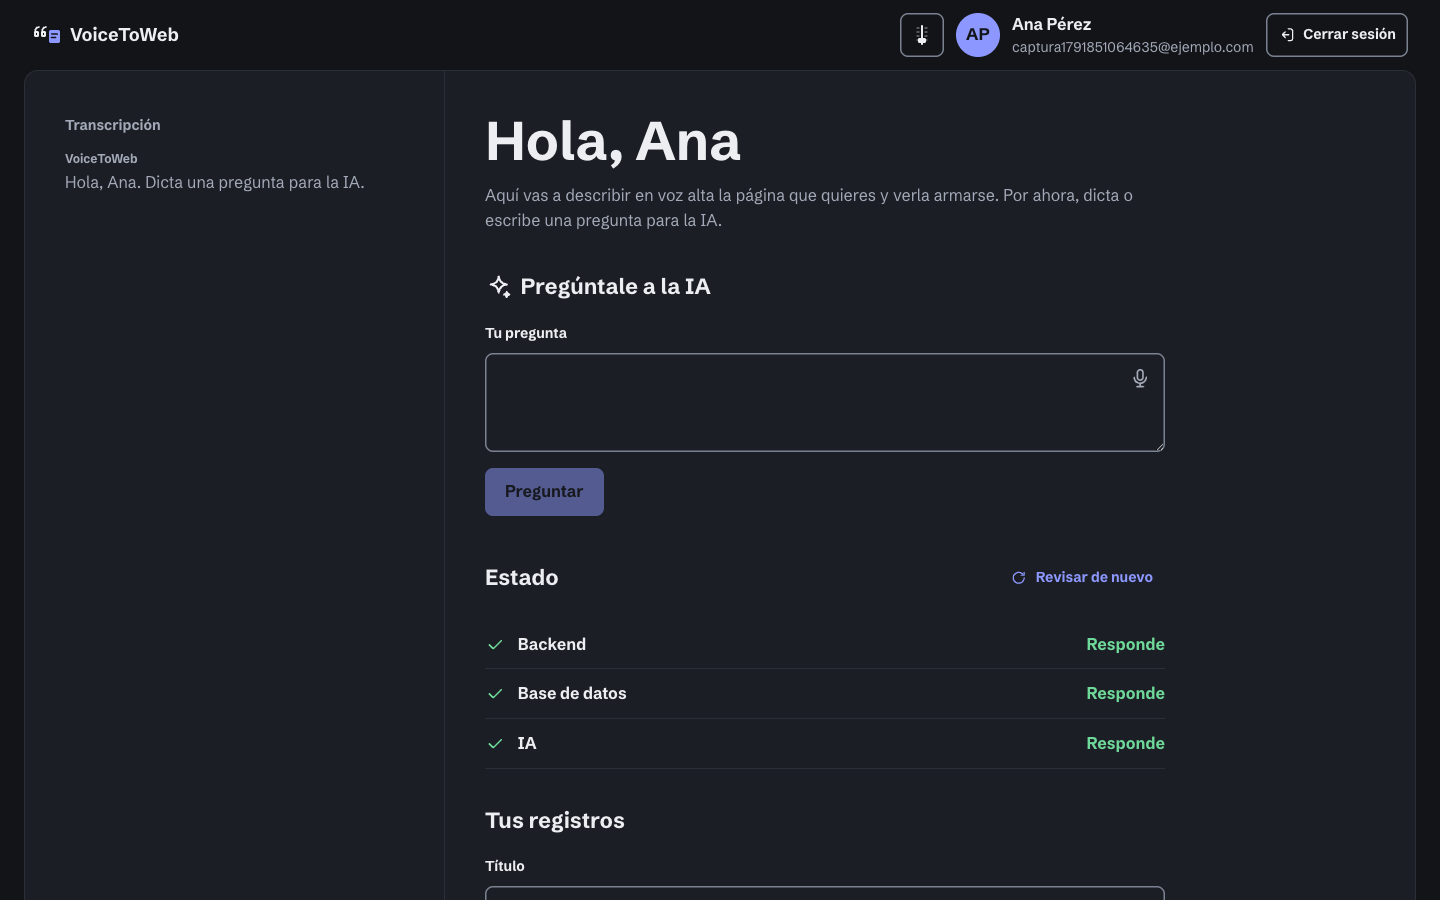 VoiceToWeb
AP
Ana Pérez
captura1791851064635@ejemplo.com
Cerrar sesión
Transcripción
VoiceToWeb
Hola, Ana. Dicta una pregunta para la IA.
Hola, Ana
Aquí vas a describir en voz alta la página que quieres y verla armarse. Por ahora, dicta o
escribe una pregunta para la IA.
Pregúntale a la IA
Tu pregunta
Preguntar
Estado
Revisar de nuevo
Backend
Responde
Base de datos
Responde
IA
Responde
Tus registros
Título